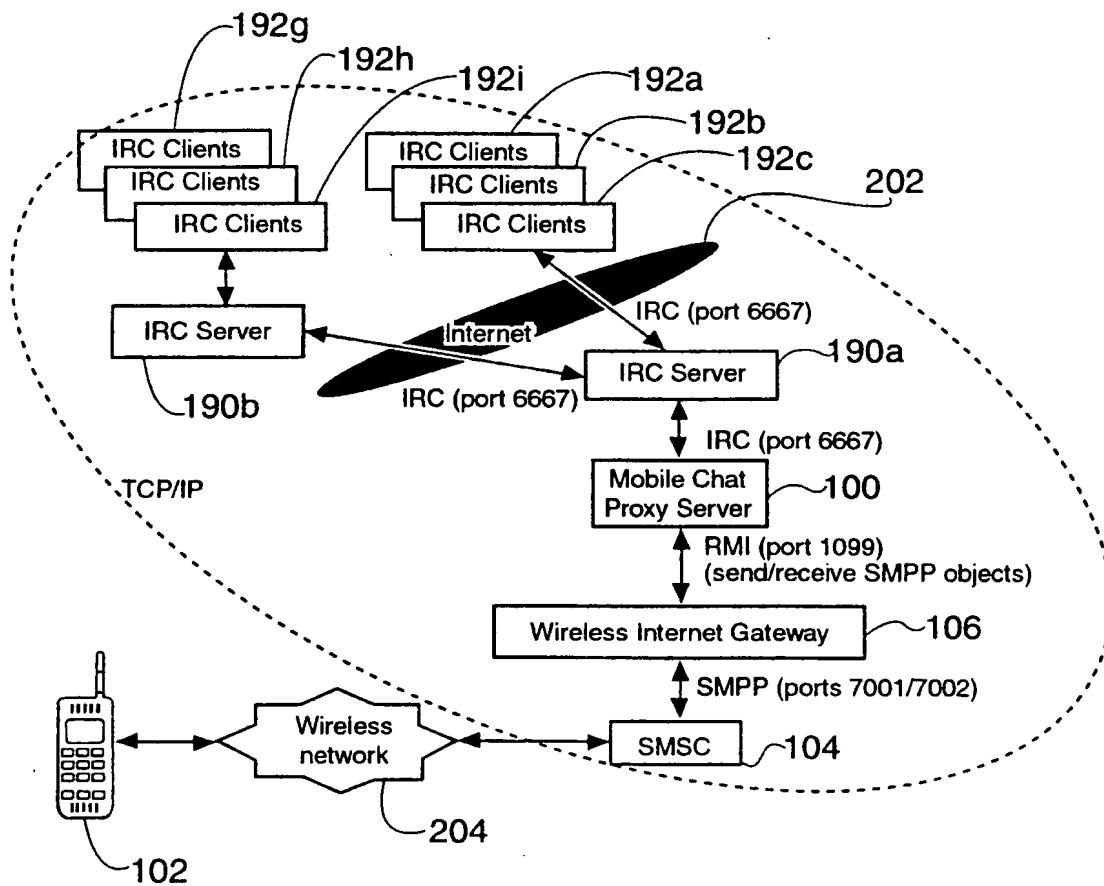 192g
192h
192i
192a
192b
192c
202
IRC Clients
IRC Clients
IRC Clients
IRC Clients
IRC Clients
IRC Clients
IRC (port 6667)
IRC Server
Internet
190a
IRC Server
190b
IRC (port 6667)
IRC (port 6667)
TCP/IP
Mobile Chat
Proxy Server
100
RMI (port 1099)
(send/receive SMPP objects)
Wireless Internet Gateway
106
SMPP (ports 7001/7002)
Wireless
network
SMSC
104
204
102